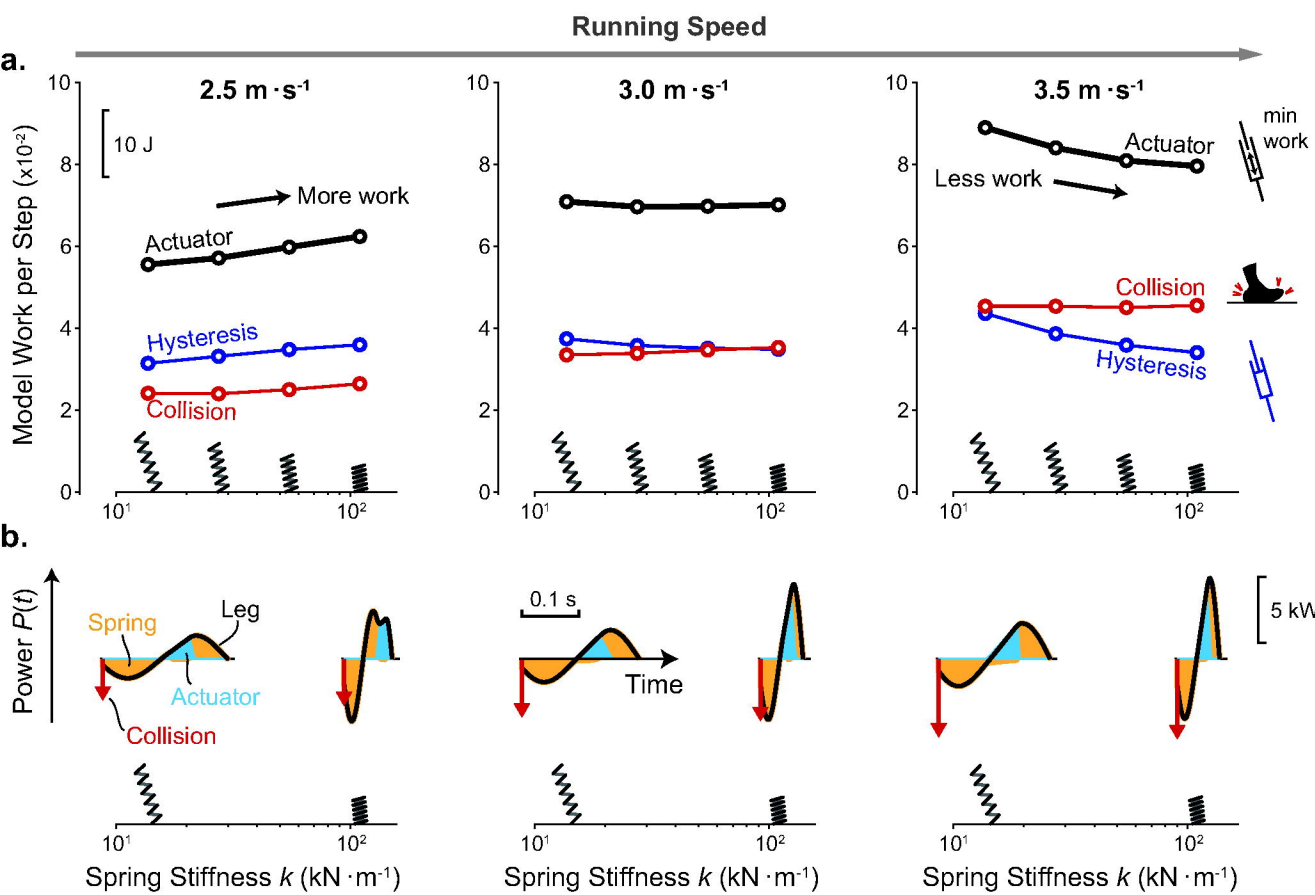 Running Speed
a.
2.5 m·s⁻¹
3.0 m·s⁻¹
3.5 m·s⁻¹
Model Work per Step (x10⁻²)
10
8
6
4
2
0
10 J
More work
Actuator
Hysteresis
Collision
10¹
10²
10
8
6
4
2
0
10¹
10²
10
8
6
4
2
0
Actuator
Less work
Collision
Hysteresis
min
work
10¹
10²
b.
Power P(t)
Spring
Leg
Actuator
Collision
0.1 s
Time
5 kW
10¹
10²
10¹
10²
10¹
10²
Spring Stiffness k (kN·m⁻¹)
Spring Stiffness k (kN·m⁻¹)
Spring Stiffness k (kN·m⁻¹)